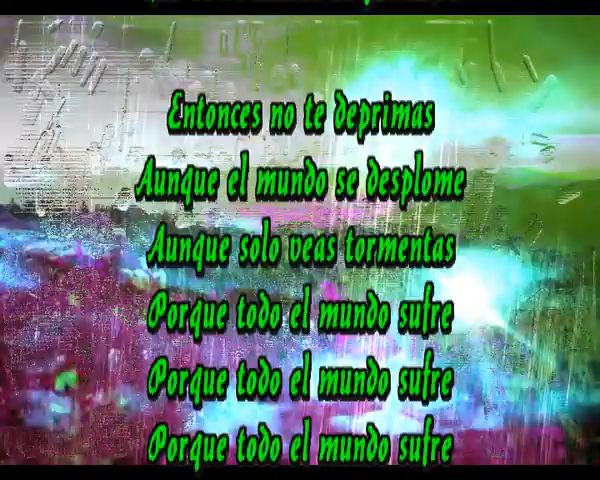 Entonces no te deprimas
Aunque el mundo se desplome
Aunque solo veas tormentas
Porque todo el mundo sufre
Porque todo el mundo sufre
Porque todo el mundo sufre